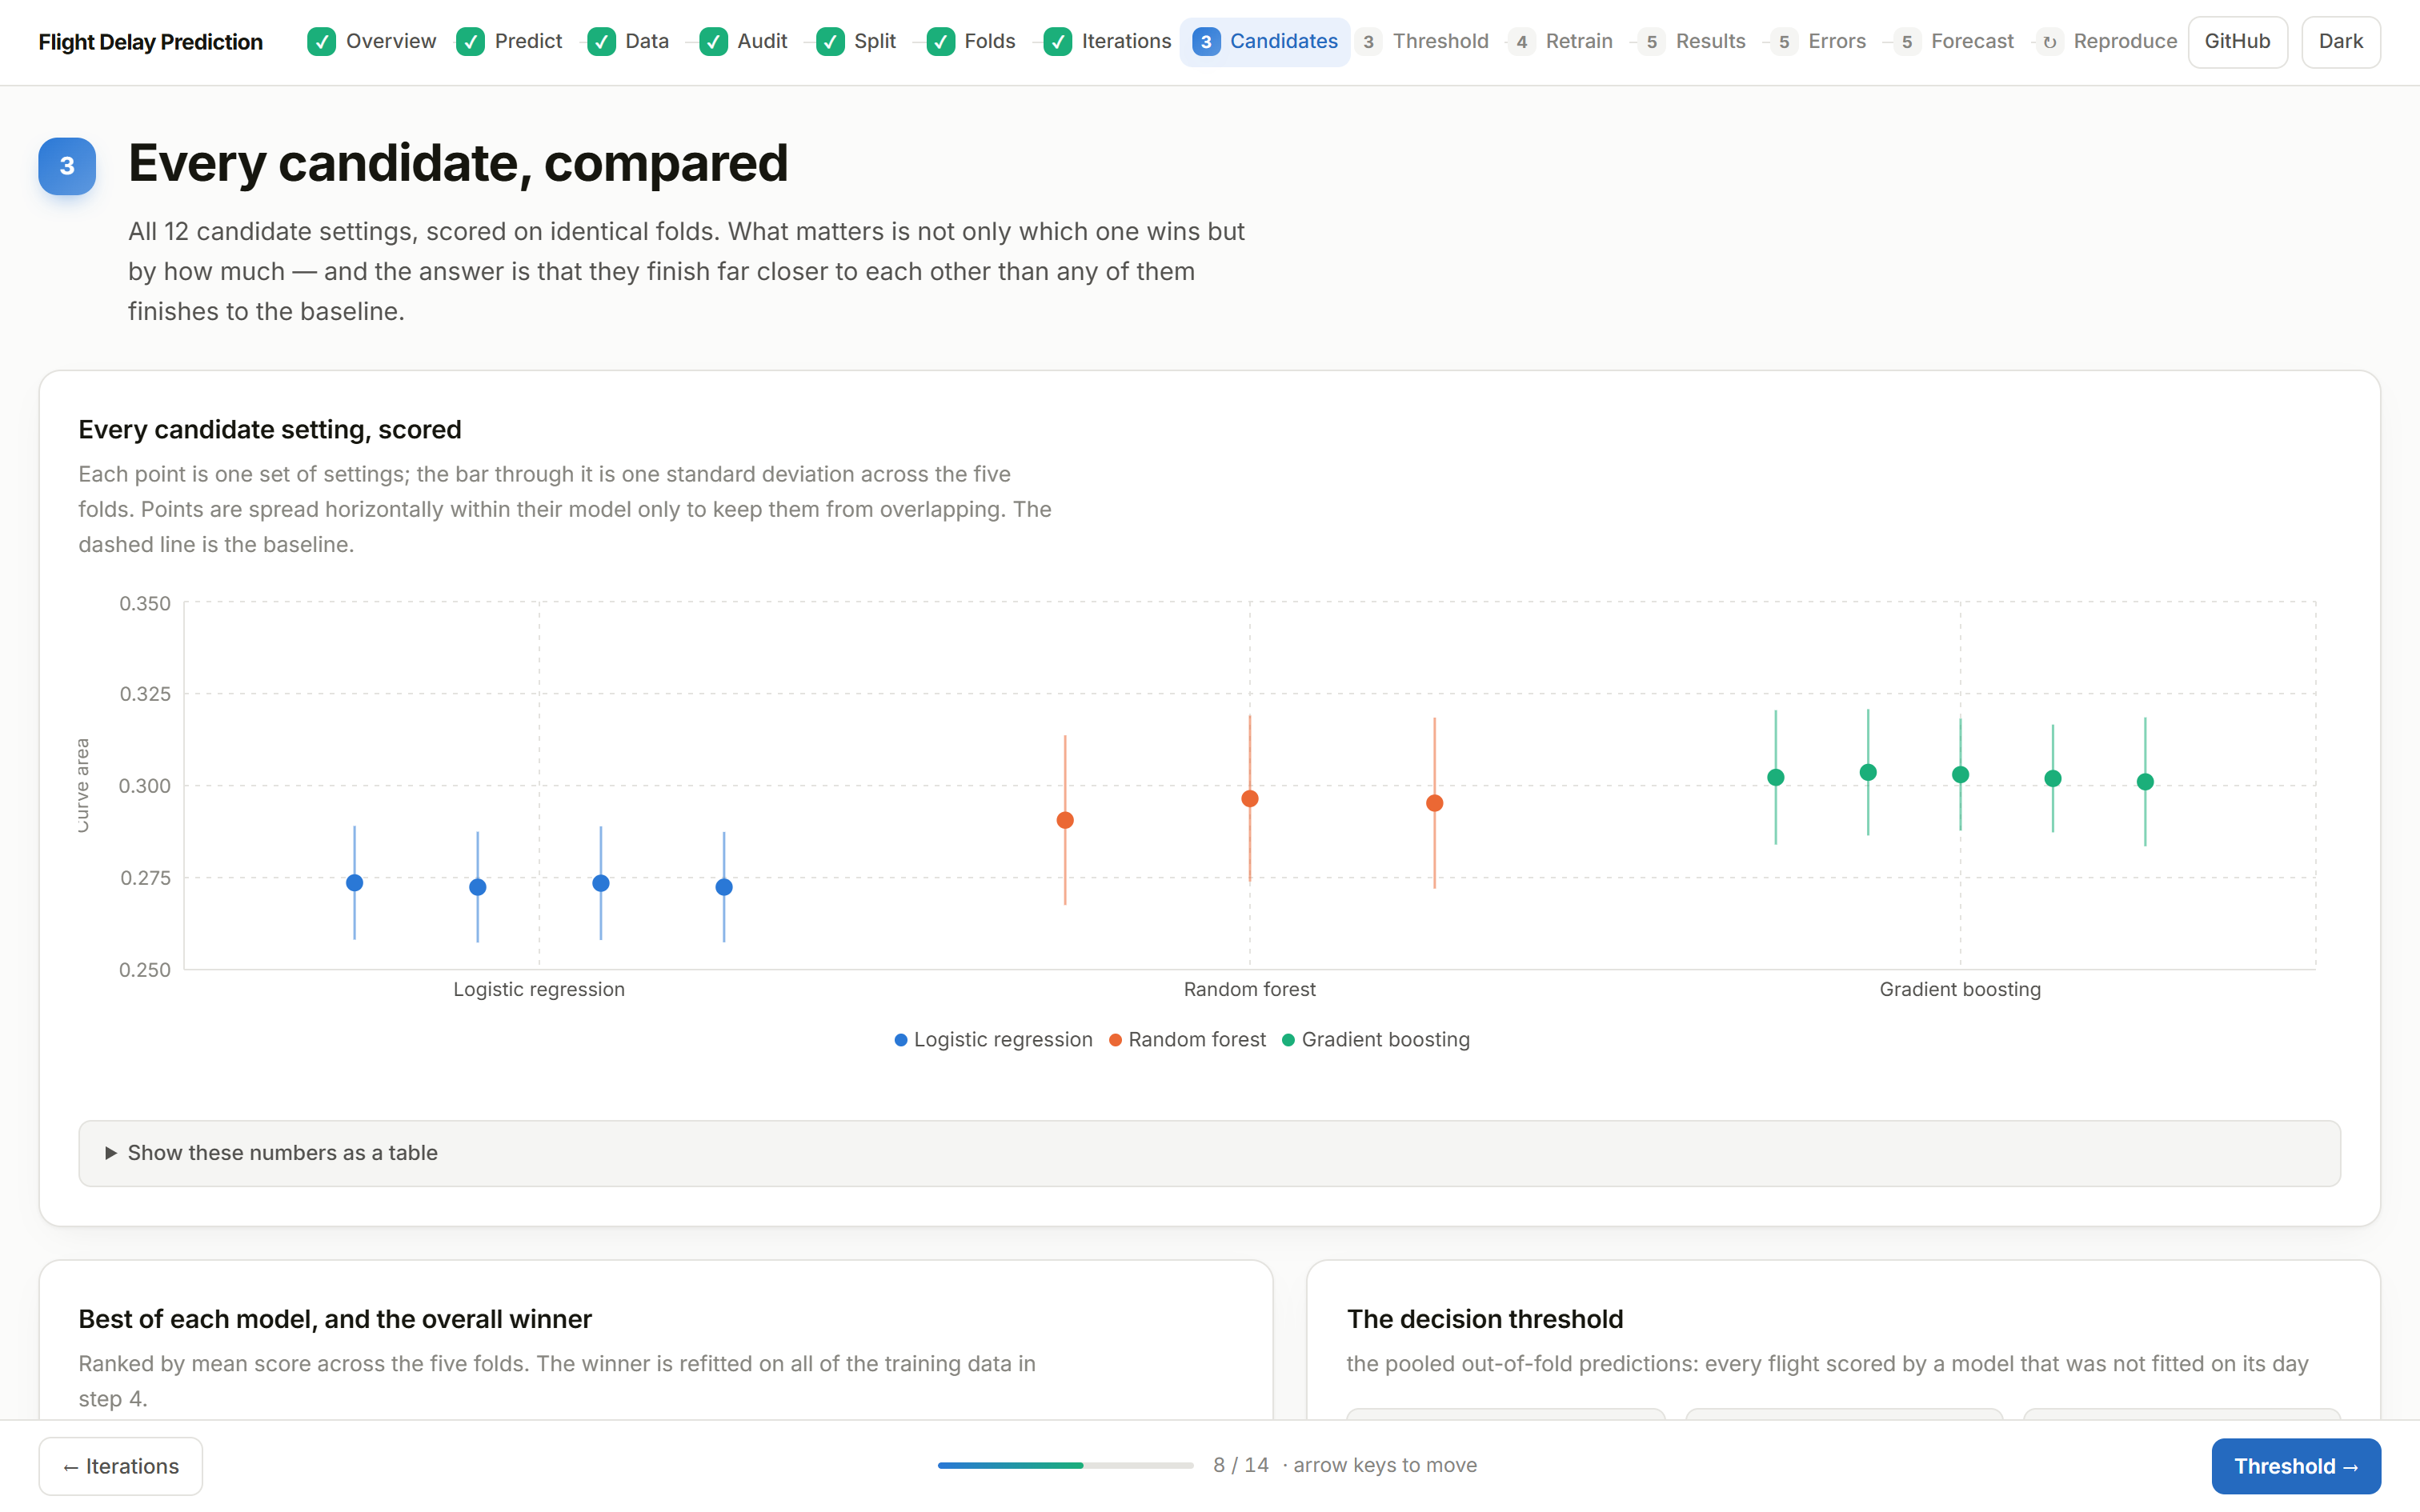 Flight Delay Prediction
✓ Overview
✓ Predict
✓ Data
✓ Audit
✓ Split
✓ Folds
✓ Iterations
3 Candidates
3 Threshold
4 Retrain
5 Results
5 Errors
5 Forecast
↻ Reproduce
GitHub
Dark
3
Every candidate, compared
All 12 candidate settings, scored on identical folds. What matters is not only which one wins but
by how much — and the answer is that they finish far closer to each other than any of them
finishes to the baseline.
Every candidate setting, scored
Each point is one set of settings; the bar through it is one standard deviation across the five
folds. Points are spread horizontally within their model only to keep them from overlapping. The
dashed line is the baseline.
Curve area
0.350
0.325
0.300
0.275
0.250
Logistic regression
Random forest
Gradient boosting
Logistic regression
Random forest
Gradient boosting
▶ Show these numbers as a table
Best of each model, and the overall winner
Ranked by mean score across the five folds. The winner is refitted on all of the training data in
step 4.
The decision threshold
the pooled out-of-fold predictions: every flight scored by a model that was not fitted on its day
← Iterations
8 / 14 · arrow keys to move
Threshold →